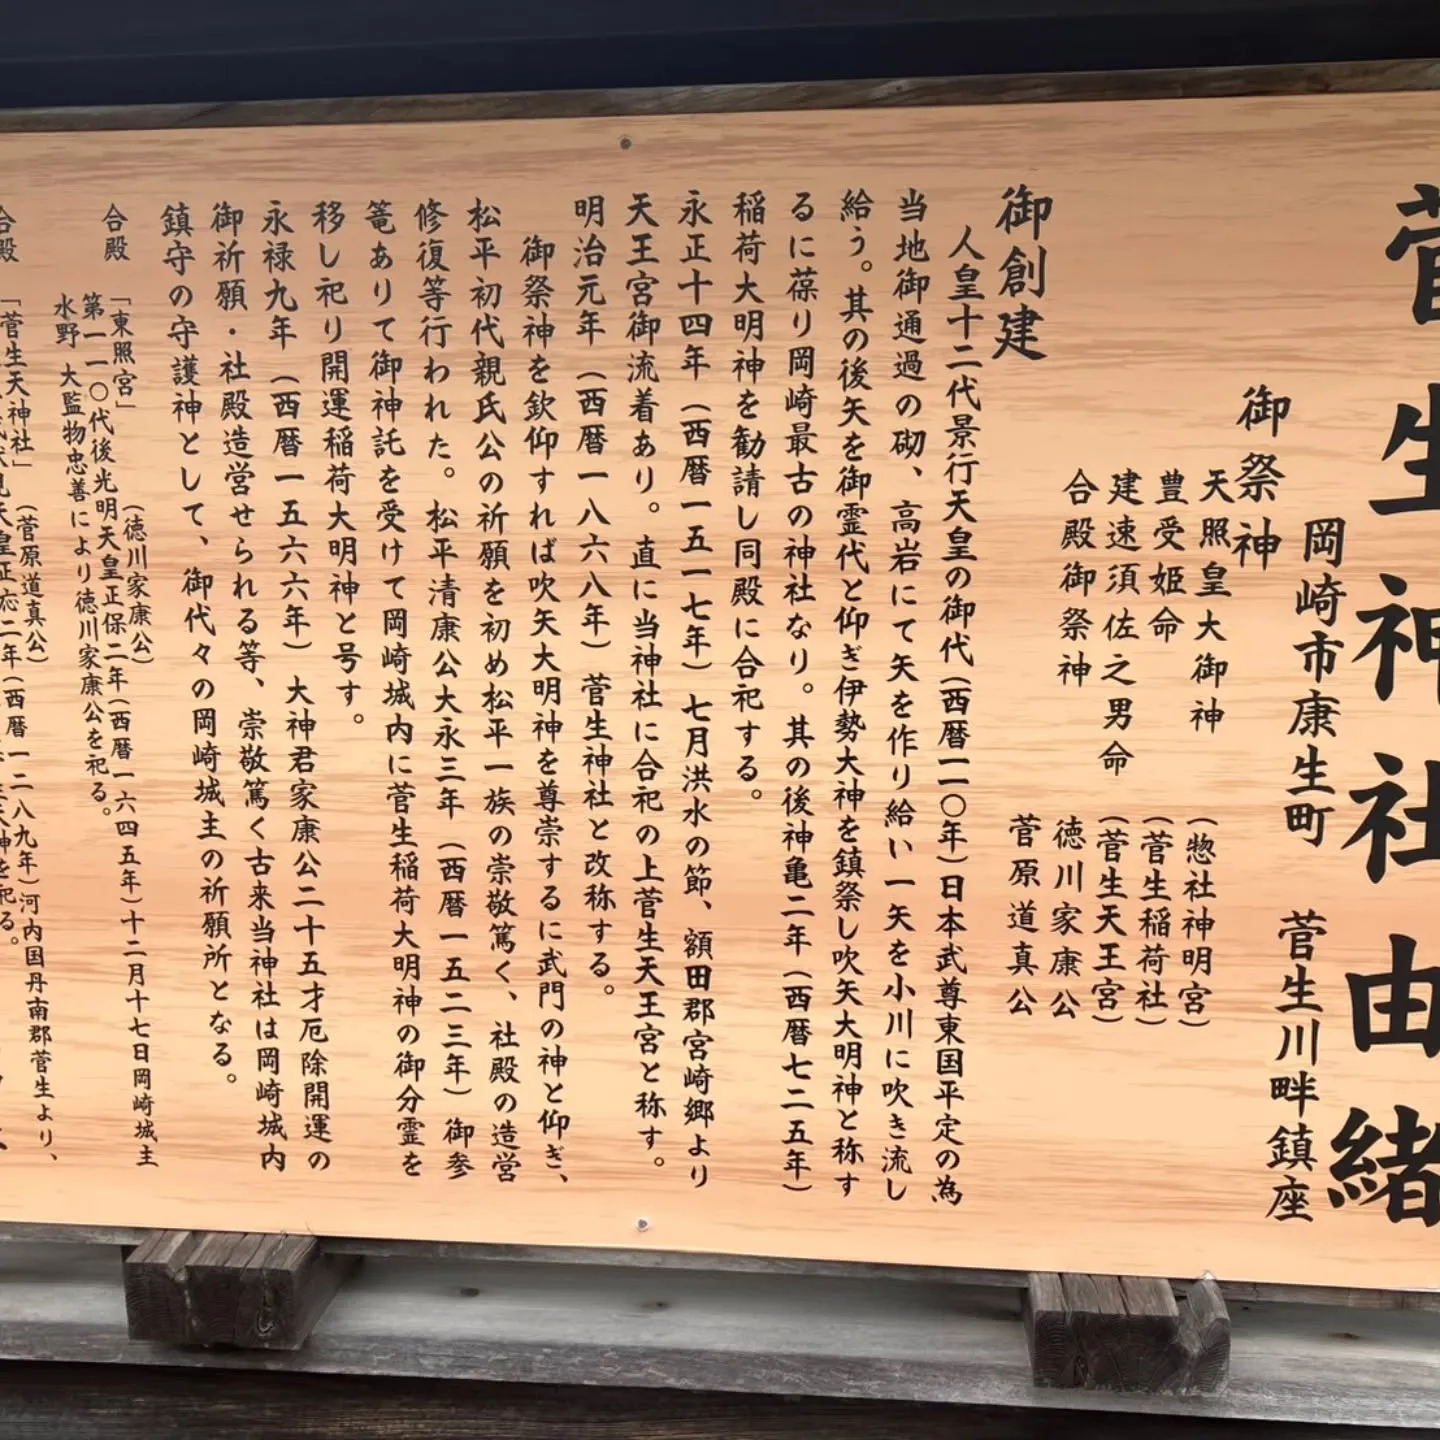 菅生神社由緒
岡崎市康生町　菅生川畔鎮座
御祭神
天照皇大御神　（惣社神明宮）
豊受姫命　（菅生稲荷社）
建速須佐之男命　（菅生天王宮）
合殿御祭神　徳川家康公
菅原道真公
御創建
人皇十二代景行天皇の御代（西暦一一〇年）日本武尊東国平定の為
当地御通過の砌、高岩にて矢を作り給い一矢を小川に吹き流し
給う。其の後矢を御霊代と仰ぎ伊勢大神を鎮祭し吹矢大明神と称す
るに葆り岡崎最古の神社なり。其の後神亀二年（西暦七二五年）
稲荷大明神を勧請し同殿に合祀する。
永正十四年（西暦一五一七年）七月洪水の節、額田郡宮崎郷より
天王宮御流着あり。直に当神社に合祀の上菅生天王宮と称す。
明治元年（西暦一八六八年）菅生神社と改称する。
御祭神を欽仰すれば吹矢大明神を尊崇するに武門の神と仰ぎ、
松平初代親氏公の祈願を初め松平一族の崇敬篤く、社殿の造営
修復等行われた。松平清康公大永三年（西暦一五二三年）御参
篭ありて御神託を受けて岡崎城内に菅生稲荷大明神の御分霊を
移し祀り開運稲荷大明神と号す。
永禄九年（西暦一五六六年）大神君家康公二十五才厄除開運の
御祈願・社殿造営せられる等、崇敬篤く古来当神社は岡崎城内
鎮守の守護神として、御代々の岡崎城主の祈願所となる。
合殿「東照宮」（徳川家康公）
第一一〇代後光明天皇正保二年（西暦一六四五年）十二月十七日岡崎城主
水野大監物忠善により徳川家康公を祀る。
合殿「菅生天神社」（菅原道真公）
天皇正応二年（西暦一二八九年）河内国丹南郡菅生より、